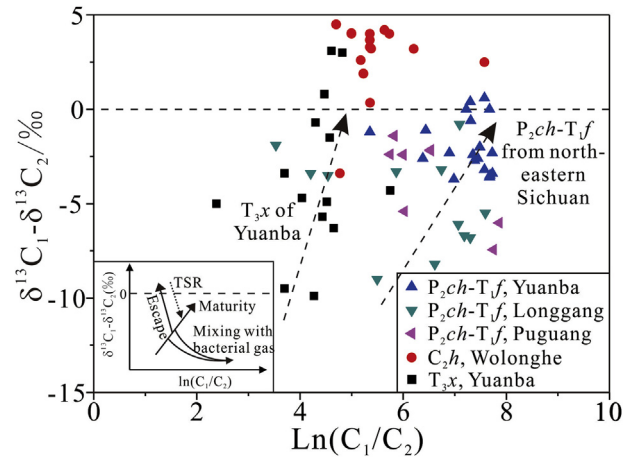 5
0
-5
-10
-15
δ¹³C₁-δ¹³C₂/‰
0
2
4
6
8
10
Ln(C₁/C₂)
T₃x of
Yuanba
P₂ch-T₁f
from north-
eastern
Sichuan
P₂ch-T₁f, Yuanba
P₂ch-T₁f, Longgang
P₂ch-T₁f, Puguang
C₂h, Wolonghe
T₃x, Yuanba
δ¹³C₁-δ¹³C₂(‰)
0
TSR
Escape
Maturity
Mixing with
bacterial gas
ln(C₁/C₂)